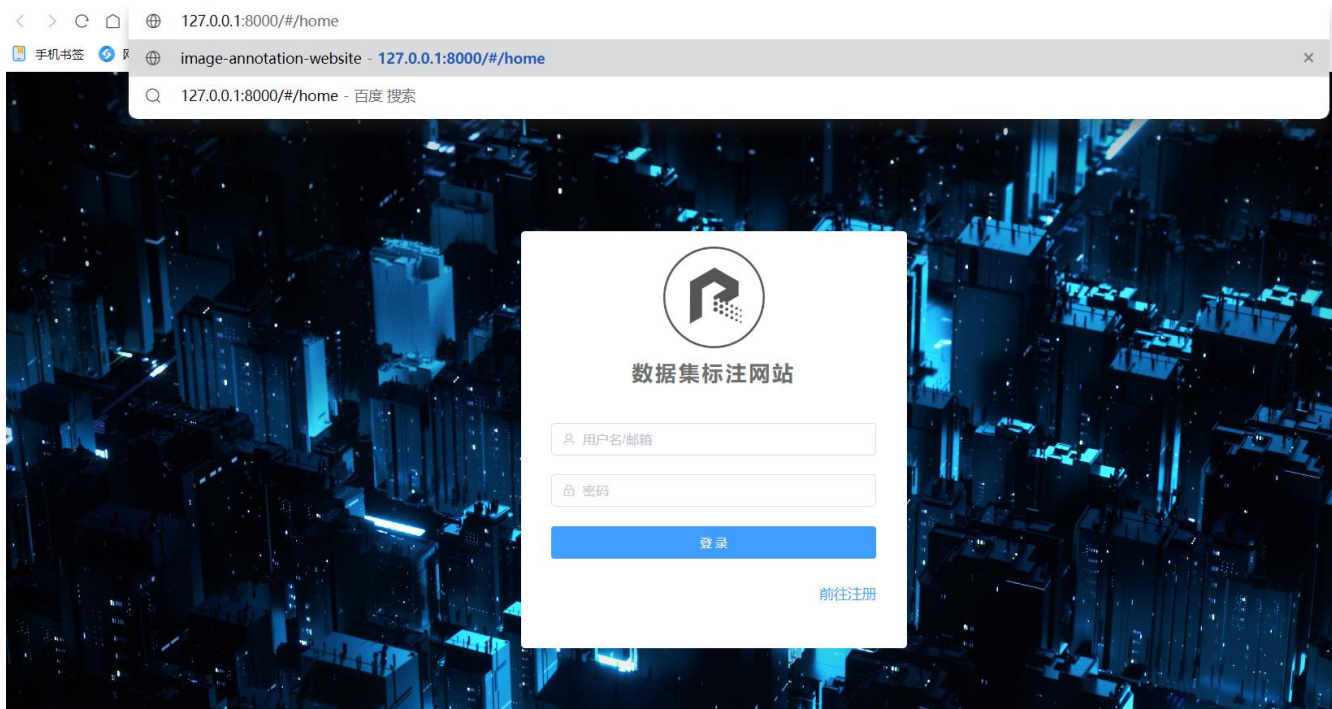 127.0.0.1:8000/#/home
手机书签
image-annotation-website - 127.0.0.1:8000/#/home
127.0.0.1:8000/#/home - 百度 搜索
数据集标注网站
用户名/邮箱
密码
登录
前往注册